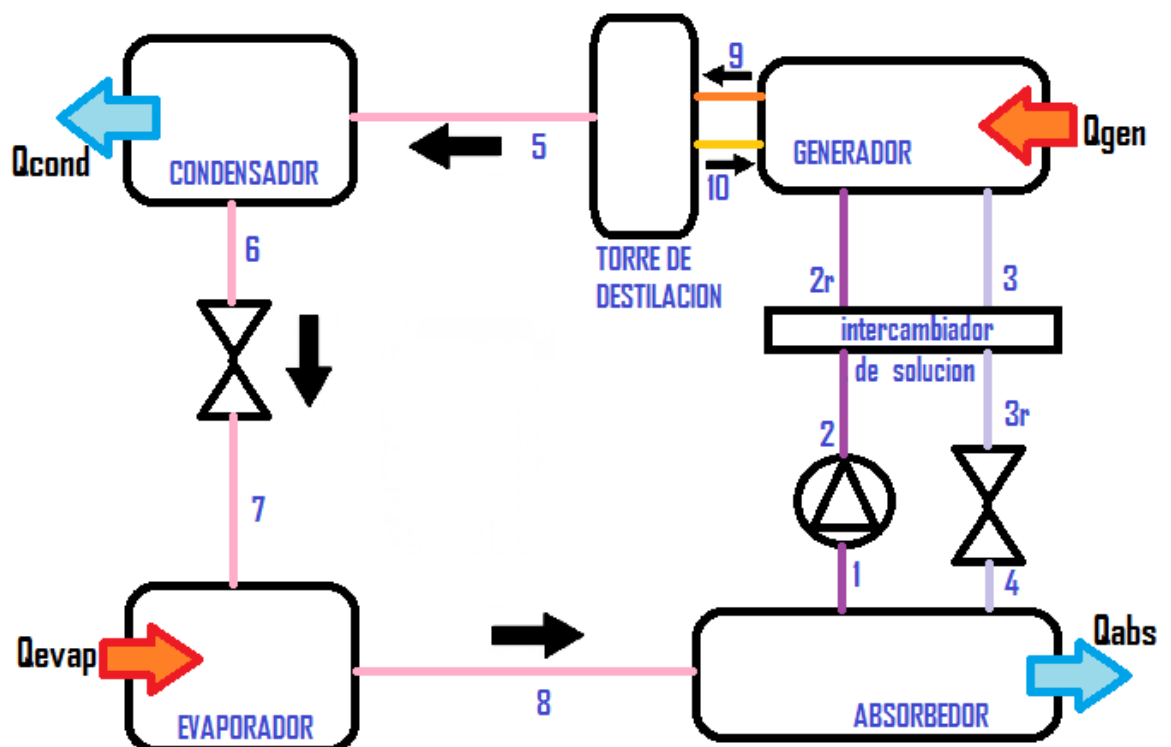 9
Qcond
CONDENSADOR
5
10
GENERADOR
Qgen
6
TORRE DE
DESTILACION
2r
3
intercambiador
de solucion
3r
2
7
1
4
Qevap
EVAPORADOR
8
ABSORBEDOR
Qabs